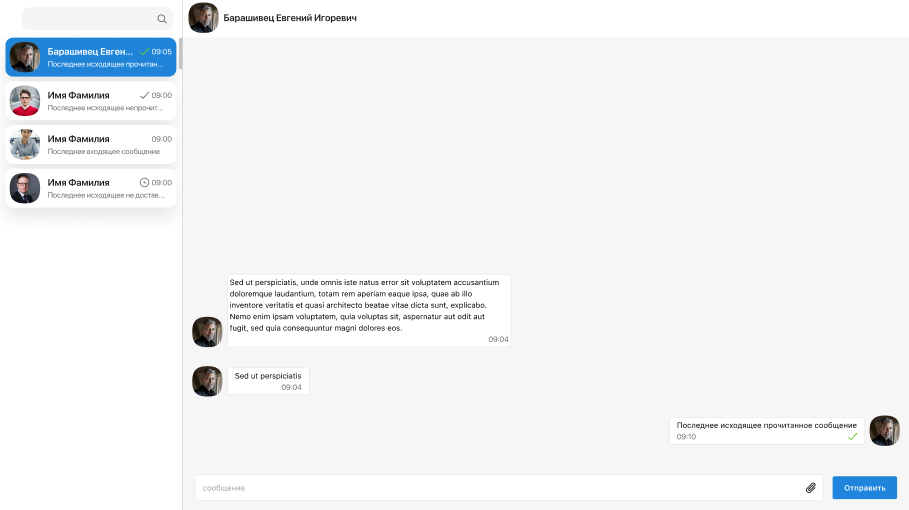 Барашивец Евгений Игоревич
Барашивец Евген... 09:05
Последнее исходящее прочитан...
Имя Фамилия 09:00
Последнее исходящее непрочит...
Имя Фамилия 09:00
Последнее входящее сообщение
Имя Фамилия 09:00
Последнее исходящее не достав...
Sed ut perspiciatis, unde omnis iste natus error sit voluptatem accusantium
doloremque laudantium, totam rem aperiam eaque ipsa, quae ab illo
inventore veritatis et quasi architecto beatae vitae dicta sunt, explicabo.
Nemo enim ipsam voluptatem, quia voluptas sit, aspernatur aut odit aut
fugit, sed quia consequuntur magni dolores eos.
09:04
Sed ut perspiciatis
09:04
Последнее исходящее прочитанное сообщение
09:10
сообщение
Отправить